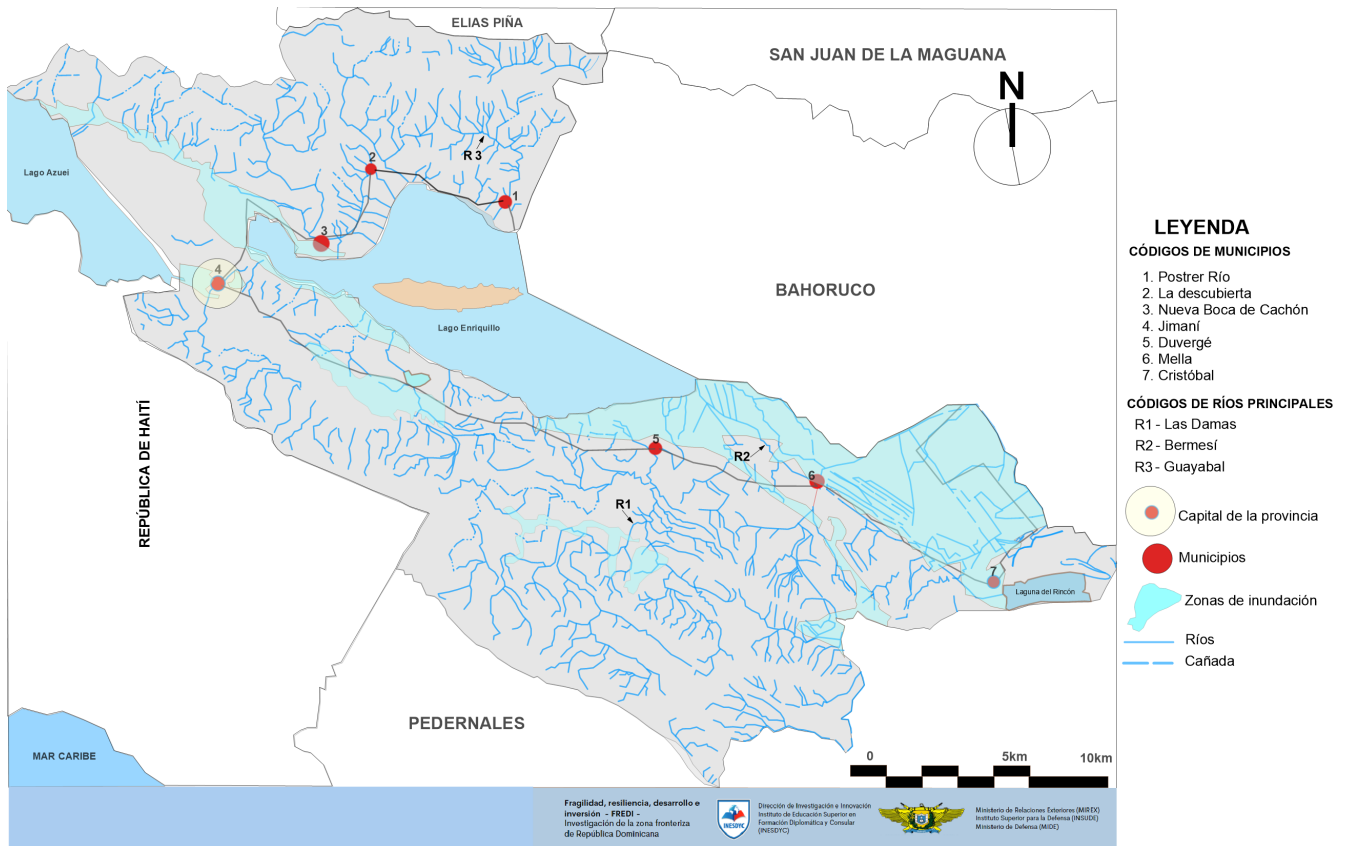 ELIAS PIÑA
SAN JUAN DE LA MAGUANA
N
R 3
2
Lago Azuei
1
3
4
BAHORUCO
Lago Enriquillo
REPÚBLICA DE HAITÍ
5
R2
6
R1
7
Laguna del Rincón
PEDERNALES
MAR CARIBE
0
5km
10km
LEYENDA
CÓDIGOS DE MUNICIPIOS
1. Postrer Río
2. La descubierta
3. Nueva Boca de Cachón
4. Jimaní
5. Duvergé
6. Mella
7. Cristóbal
CÓDIGOS DE RÍOS PRINCIPALES
R1 - Las Damas
R2 - Bermesí
R3 - Guayabal
Capital de la provincia
Municipios
Zonas de inundación
Ríos
Cañada
Fragilidad, resiliencia, desarrollo e
inversión - FREDI -
Investigación de la zona fronteriza
de República Dominicana
INESDYC
Dirección de Investigación e Innovación
Instituto de Educación Superior en
Formación Diplomática y Consular
(INESDYC)
Ministerio de Relaciones Exteriores (MIREX)
Instituto Superior para la Defensa (INSUDE)
Ministerio de Defensa (MIDE)